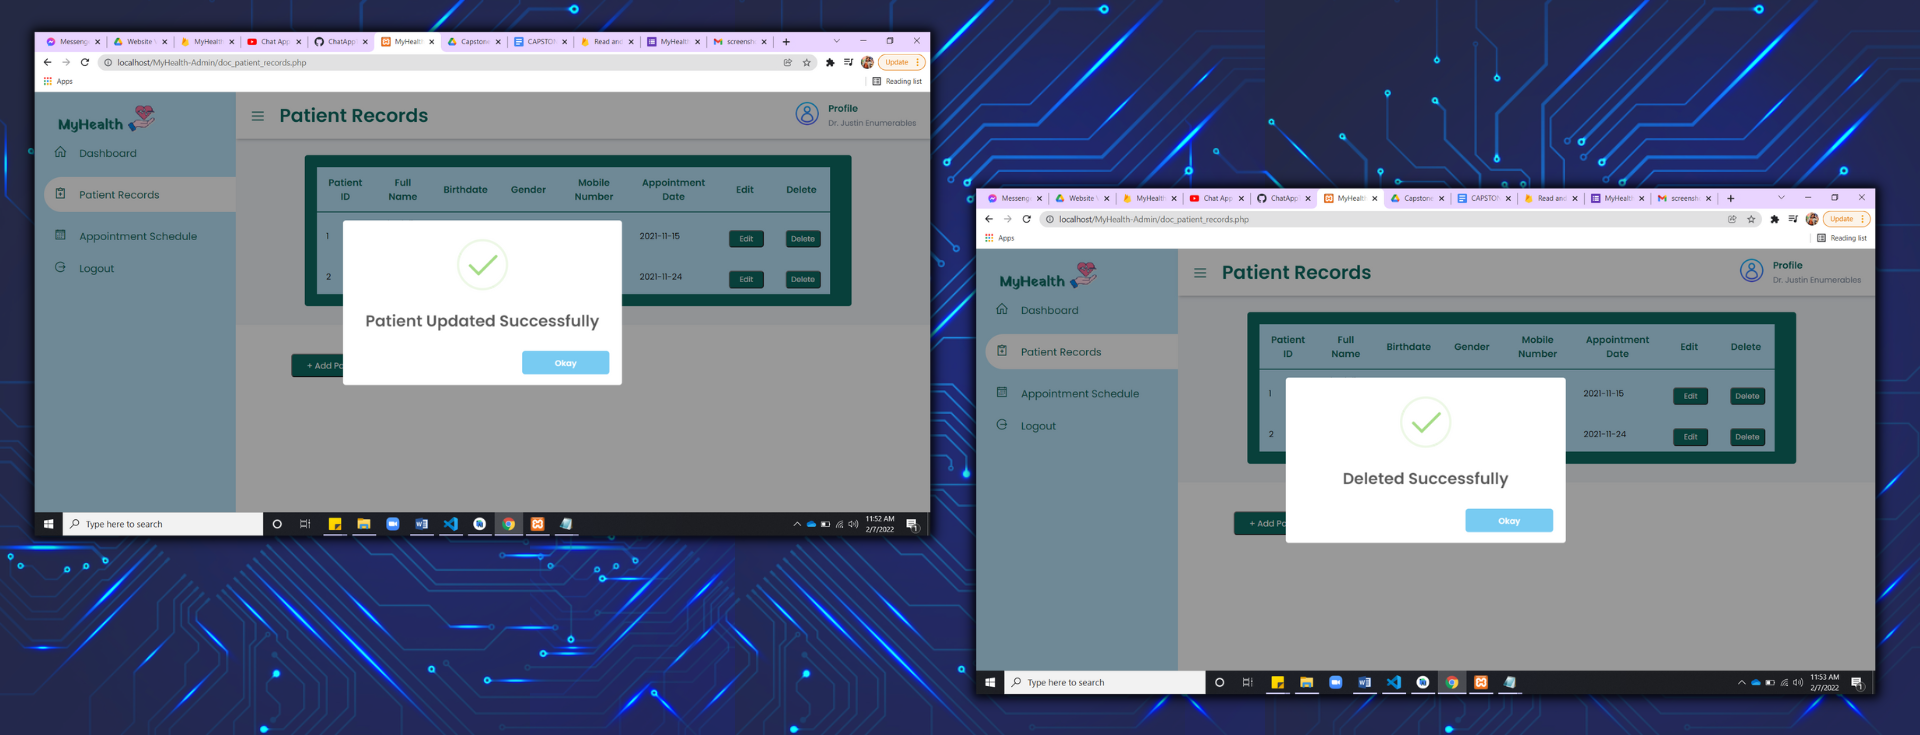 Messeng
Website \
MyHealth
Chat App
ChatApp
MyHealth
Capstone
CAPSTO
Read and
MyHealth
screensh
localhost/MyHealth-Admin/doc_patient_records.php
Update
Apps
Reading list
MyHealth
Dashboard
Patient Records
Appointment Schedule
Logout
Patient Records
Profile
Dr. Justin Enumerables
Patient ID
Full Name
Birthdate
Gender
Mobile Number
Appointment Date
Edit
Delete
1
2021-11-15
Edit
Delete
2
2021-11-24
Edit
Delete
Patient Updated Successfully
Okay
+ Add Pa
Type here to search
11:52 AM
2/7/2022
Messeng
Website \
MyHealth
Chat App
ChatApp
MyHealth
Capstone
CAPSTO
Read and
MyHealth
screensh
localhost/MyHealth-Admin/doc_patient_records.php
Update
Apps
Reading list
MyHealth
Dashboard
Patient Records
Appointment Schedule
Logout
Patient Records
Profile
Dr. Justin Enumerables
Patient ID
Full Name
Birthdate
Gender
Mobile Number
Appointment Date
Edit
Delete
1
2021-11-15
Edit
Delete
2
2021-11-24
Edit
Delete
Deleted Successfully
Okay
+ Add Pa
Type here to search
11:53 AM
2/7/2022